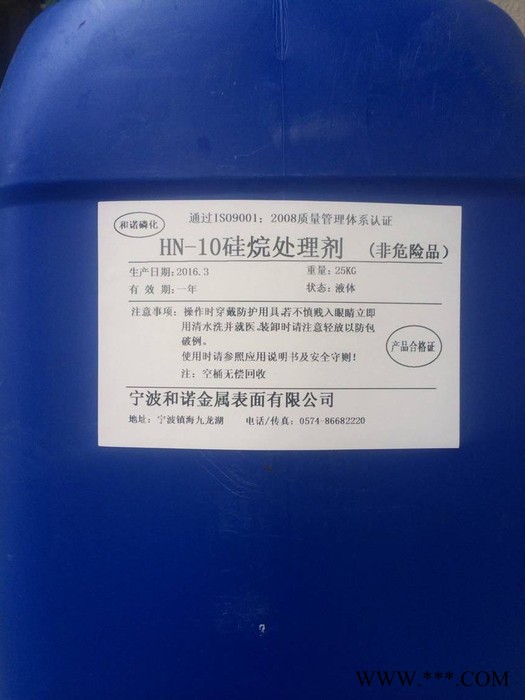 和诺磷化
通过ISO9001：2008质量管理体系认证
HN-10硅烷处理剂 （非危险品）
生产日期:2016.3 重量: 25KG
有 效 期:一年 状态: 液体
注意事项: 操作时穿戴防护用具,若不慎贱入眼睛立即
用清水洗并就医。装卸时请注意轻放以防包
破例。
使用时请参照应用说明书及安全守则！
注: 空桶无偿回收
产品合格证
宁波和诺金属表面有限公司
地址: 宁波镇海九龙湖 电话/传真: 0574-86682220
www.***.COM